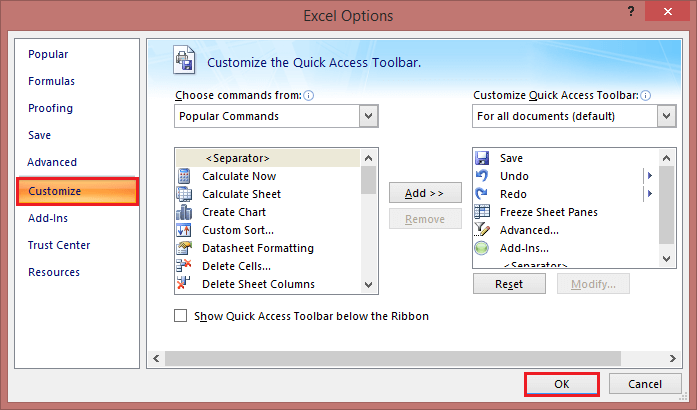 Excel Options
?
Popular
Formulas
Proofing
Save
Advanced
Customize
Add-Ins
Trust Center
Resources
Customize the Quick Access Toolbar.
Choose commands from:
Popular Commands
<Separator>
Calculate Now
Calculate Sheet
Create Chart
Custom Sort...
Datasheet Formatting
Delete Cells...
Delete Sheet Columns
Add >>
Remove
Customize Quick Access Toolbar:
For all documents (default)
Save
Undo
Redo
Freeze Sheet Panes
Advanced...
Add-Ins...
<Separator>
Reset
Modify...
Show Quick Access Toolbar below the Ribbon
OK
Cancel